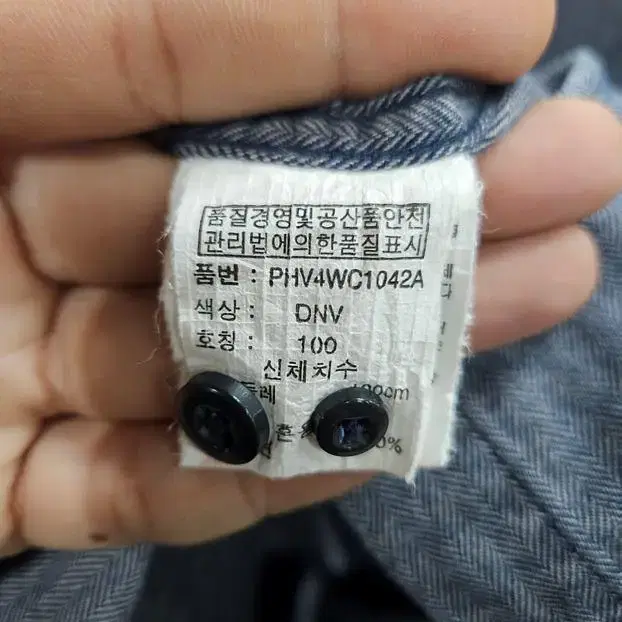 품질경영및공산품안전
관리법에의한품질표시
품번 : PHV4WC1042A
색상 : DNV
호칭 : 100
신체치수